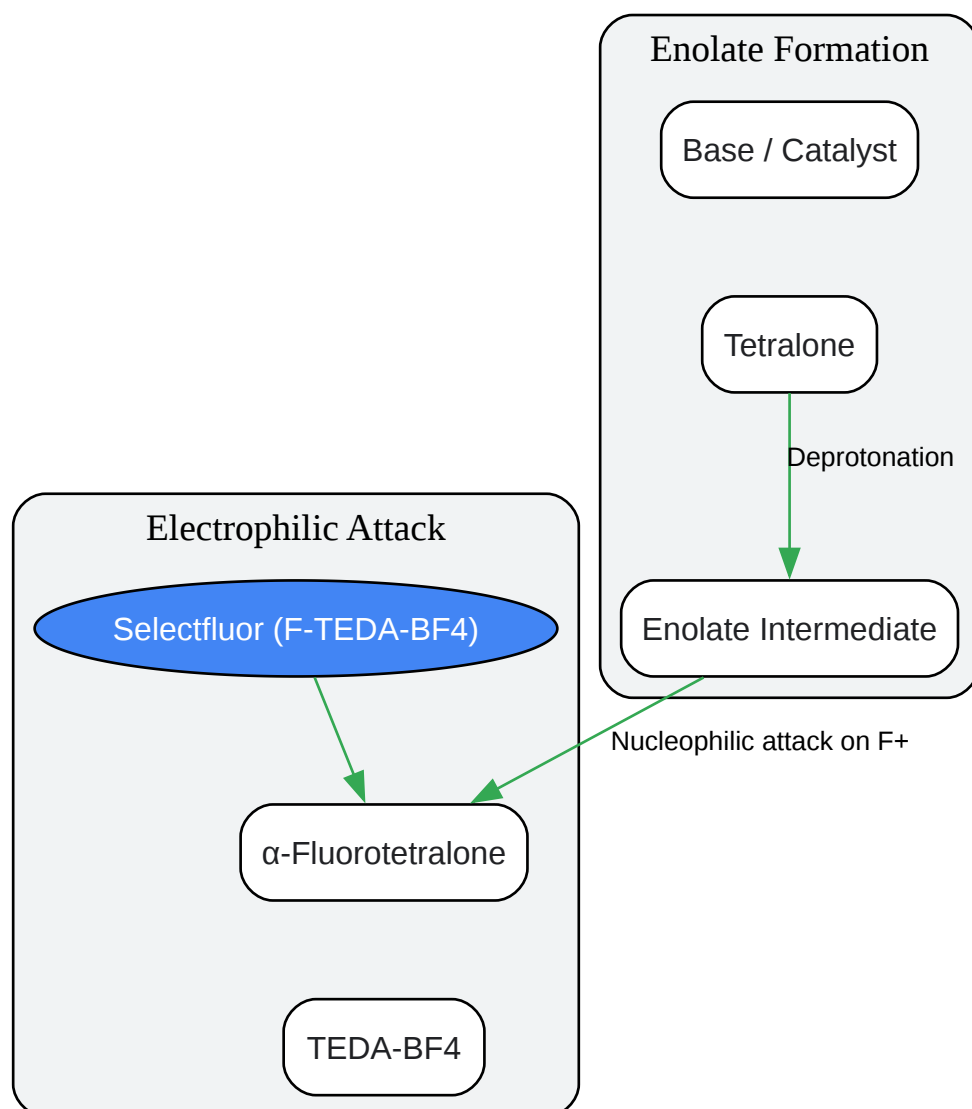 Enolate Formation
Base / Catalyst
Tetralone
Deprotonation
Electrophilic Attack
Selectfluor (F-TEDA-BF4)
Enolate Intermediate
Nucleophilic attack on F+
α-Fluorotetralone
TEDA-BF4